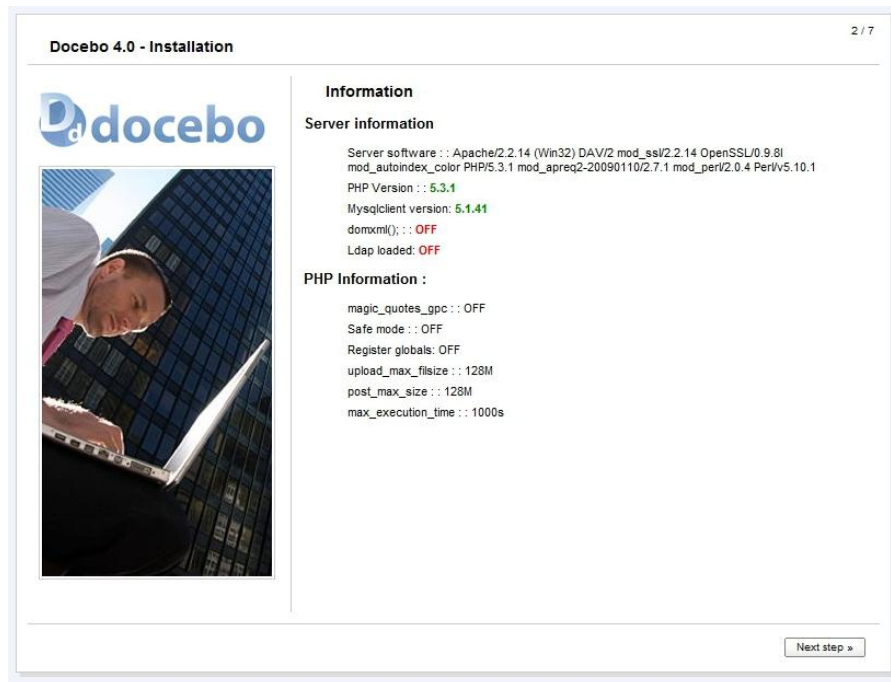 2 / 7
Docebo 4.0 - Installation
Dd docebo
Information
Server information
Server software : : Apache/2.2.14 (Win32) DAV/2 mod_ssl/2.2.14 OpenSSL/0.9.8l
mod_autoindex_color PHP/5.3.1 mod_apreq2-20090110/2.7.1 mod_perl/2.0.4 Perl/v5.10.1
PHP Version : : 5.3.1
Mysqlclient version: 5.1.41
domxml(); : : OFF
Ldap loaded: OFF
PHP Information :
magic_quotes_gpc : : OFF
Safe mode : : OFF
Register globals: OFF
upload_max_filsize : : 128M
post_max_size : : 128M
max_execution_time : : 1000s
Next step »